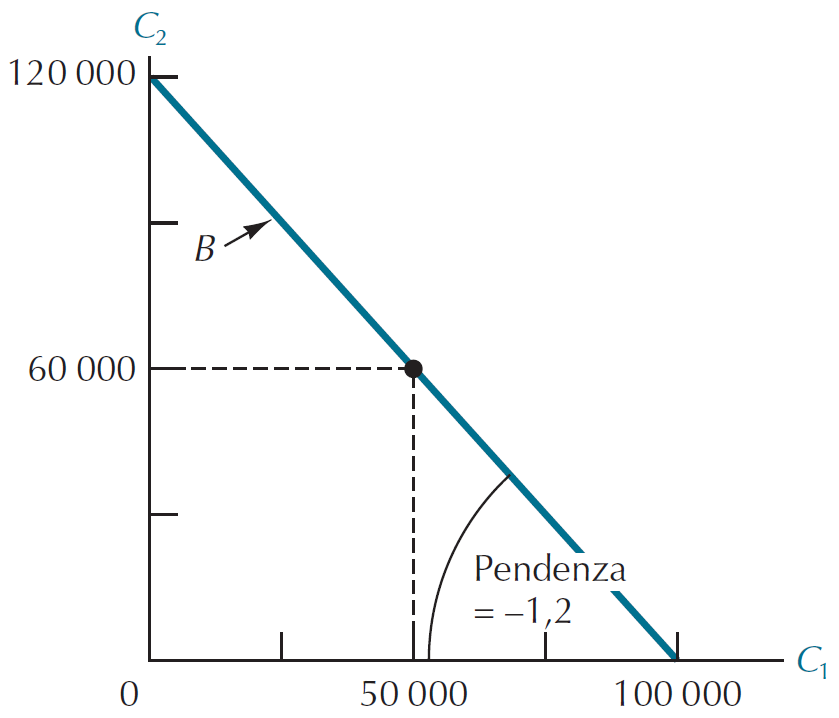 C₂
120 000
B
60 000
Pendenza
= –1,2
C₁
0
50 000
100 000